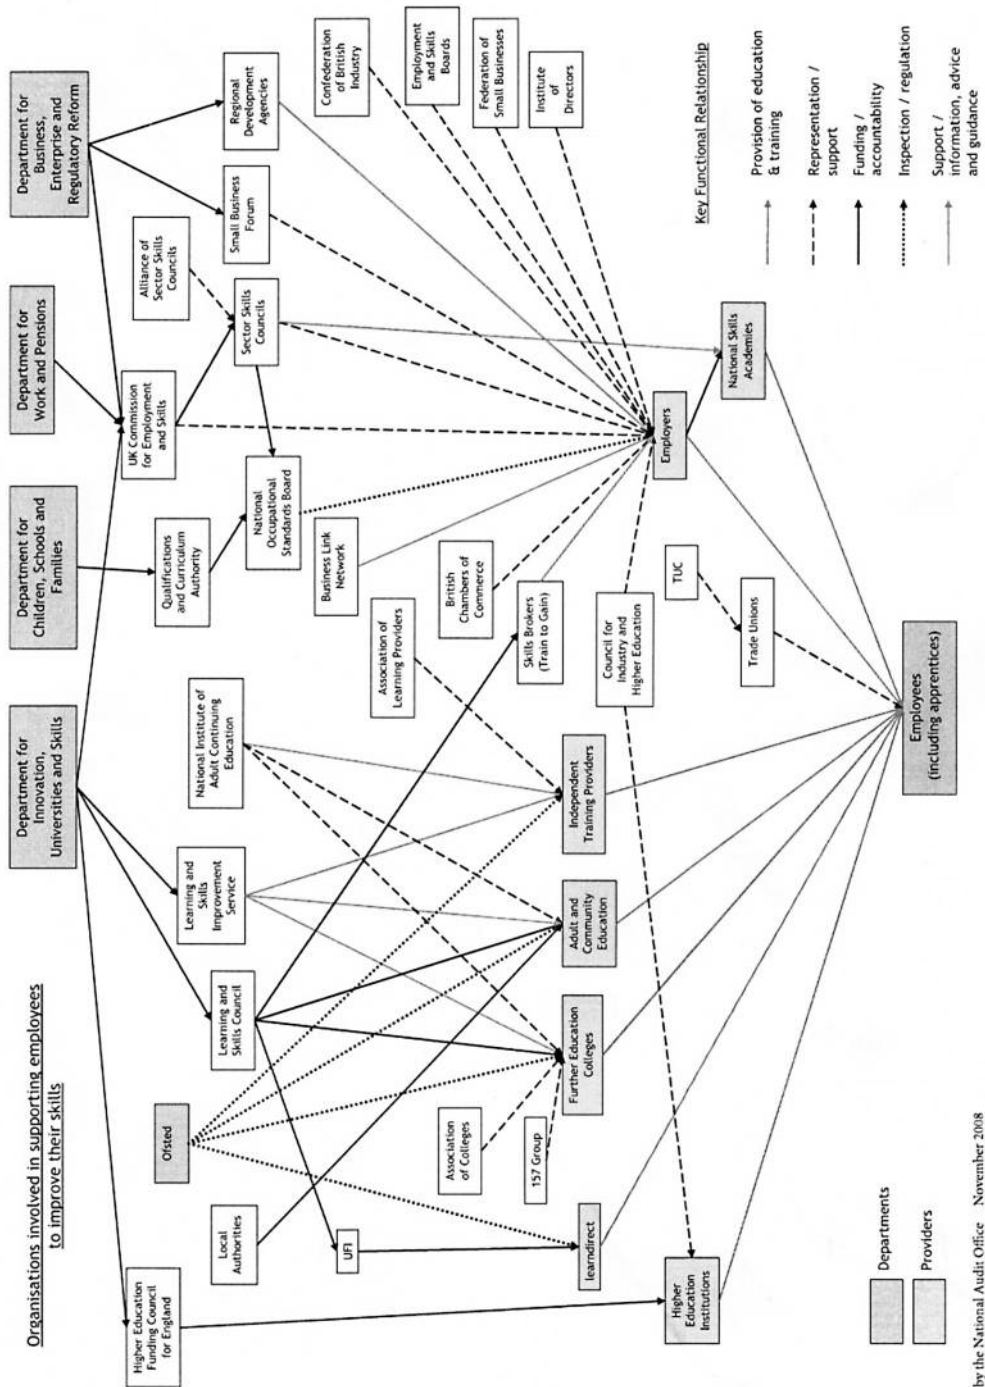 Organisations involved in supporting employees
to improve their skills
Department for
Innovation,
Universities and Skills
Department for
Children, Schools and
Families
Department for
Work and Pensions
Department for
Business,
Enterprise and
Regulatory Reform
Higher Education
Funding Council
for England
Ofsted
Local
Authorities
Learning and
Skills Council
Learning and
Skills
Improvement
Service
National Institute of
Adult Continuing
Education
Qualifications
and Curriculum
Authority
UK Commission
for Employment
and Skills
Alliance of
Sector Skills
Councils
National
Occupational
Standards Board
Sector Skills
Councils
Small Business
Forum
Regional
Development
Agencies
Confederation
of British
Industry
Employment
and Skills
Boards
Federation of
Small Businesses
Institute
of
Directors
UFI
Association
of Colleges
157 Group
Association of
Learning Providers
Business Link
Network
British
Chambers of
Commerce
Skills Brokers
(Train to Gain)
Council for
Industry and
Higher Education
learndirect
Further Education
Colleges
Adult and
Community
Education
Independent
Training Providers
Employers
Higher
Education
Institutions
TUC
Trade Unions
National Skills
Academies
Employees
(including apprentices)
Key Functional Relationship
Provision of education
& training
Representation /
support
Funding /
accountability
Inspection / regulation
Support /
information, advice
and guidance
Departments
Providers
by the National Audit Office November 2008